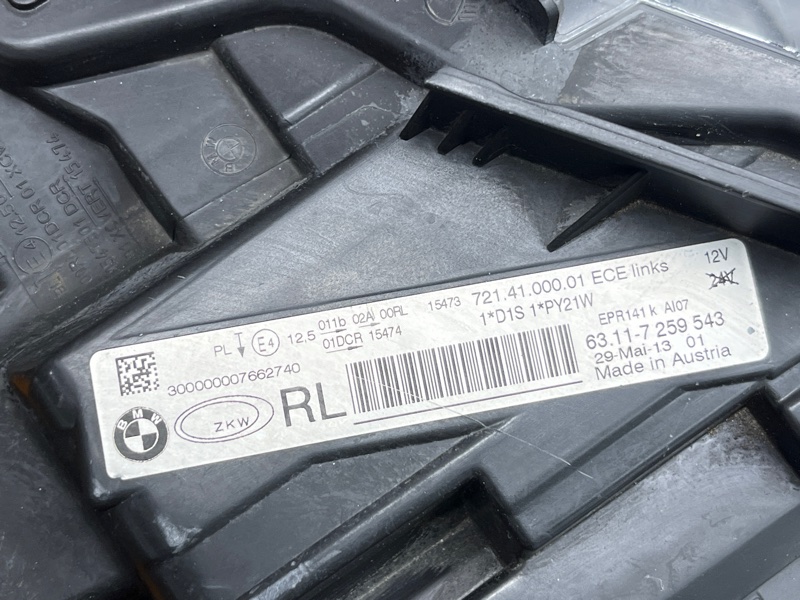 721.41.000.01 ECE links
12V
24V
PL E4 12.5 011b 02A 00RL 15473
01DCR 15474
1*D1S 1*PY21W
EPR141 k AI07
63.11-7 259 543
29-Mai-13 01
Made in Austria
300000007662740
BMW
ZKW
RL